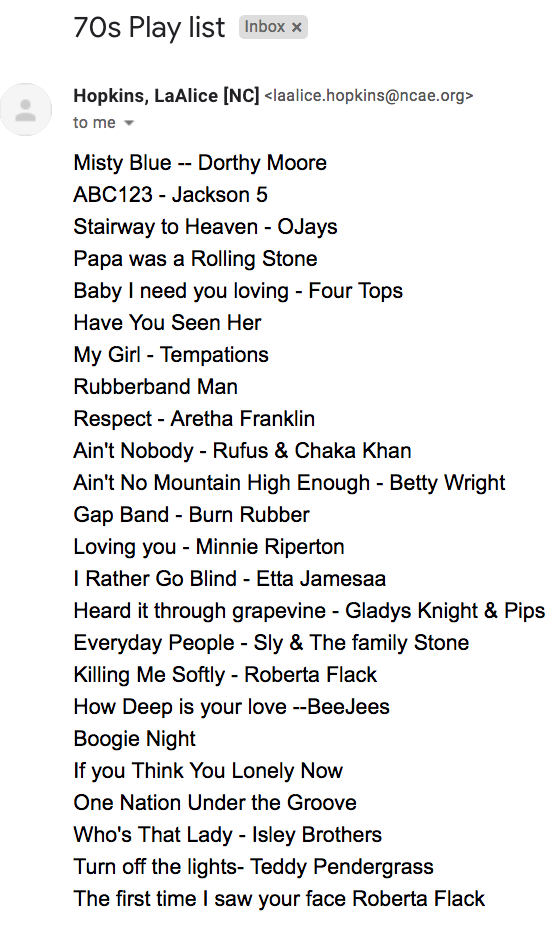 70s Play list Inbox ×
Hopkins, LaAlice [NC] <laalice.hopkins@ncae.org>
to me
Misty Blue -- Dorthy Moore
ABC123 - Jackson 5
Stairway to Heaven - OJays
Papa was a Rolling Stone
Baby I need you loving - Four Tops
Have You Seen Her
My Girl - Tempations
Rubberband Man
Respect - Aretha Franklin
Ain't Nobody - Rufus & Chaka Khan
Ain't No Mountain High Enough - Betty Wright
Gap Band - Burn Rubber
Loving you - Minnie Riperton
I Rather Go Blind - Etta Jamesaa
Heard it through grapevine - Gladys Knight & Pips
Everyday People - Sly & The family Stone
Killing Me Softly - Roberta Flack
How Deep is your love --BeeJees
Boogie Night
If you Think You Lonely Now
One Nation Under the Groove
Who's That Lady - Isley Brothers
Turn off the lights- Teddy Pendergrass
The first time I saw your face Roberta Flack